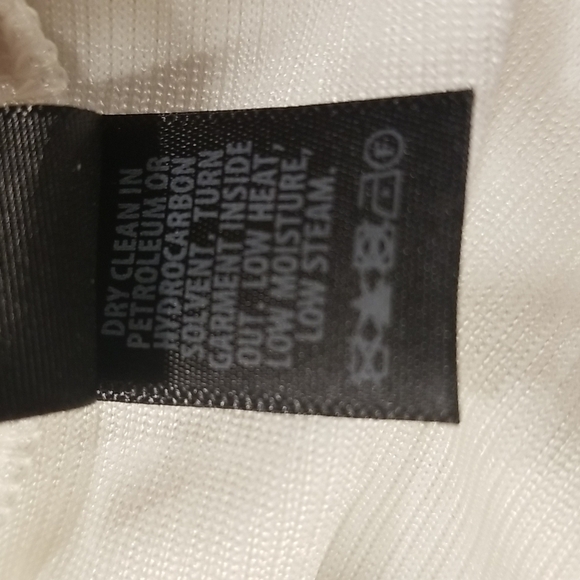 DRY CLEAN IN
PETROLEUM OR
HYDROCARBON
SOLVENT, TURN
GARMENT INSIDE
OUT, LOW HEAT,
LOW MOISTURE,
LOW STEAM.
F